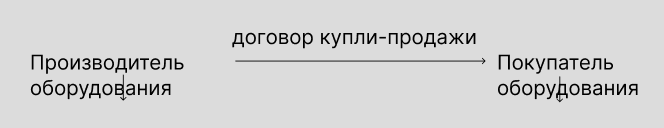 договор купли-продажи
Производитель
оборудования
Покупатель
оборудования